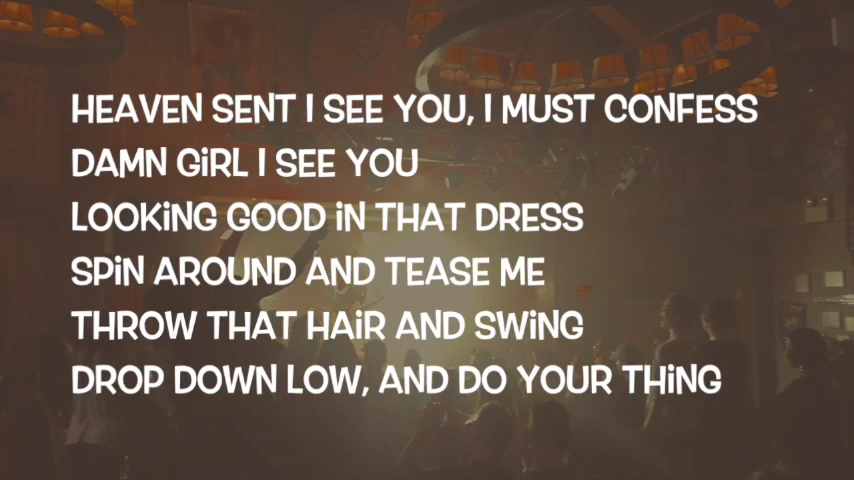 HEAVEN SENT I SEE YOU, I MUST CONFESS
DAMN GiRL I SEE YOU
LOOKiNG GOOD iN THAT DRESS
SPiN AROUND AND TEASE ME
THROW THAT HAiR AND SWiNG
DROP DOWN LOW, AND DO YOUR THiNG